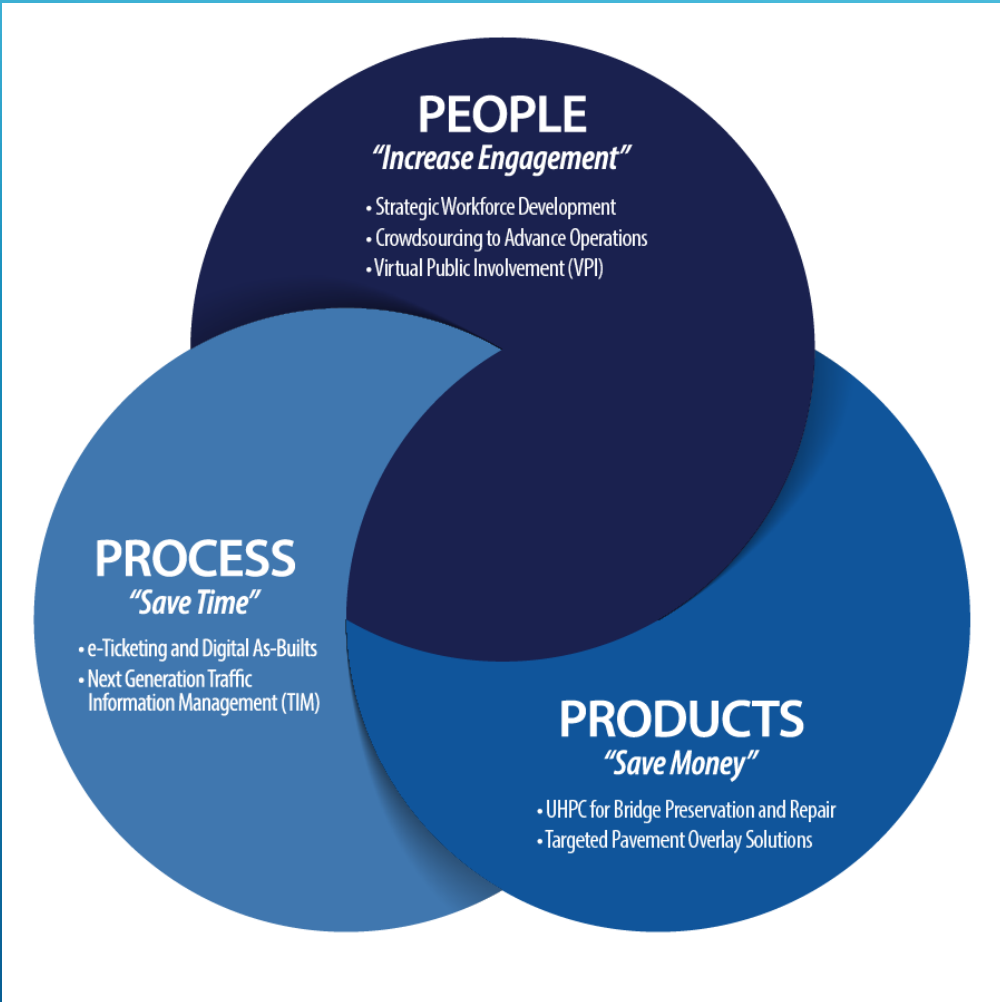 PEOPLE
“Increase Engagement”
• Strategic Workforce Development
• Crowdsourcing to Advance Operations
• Virtual Public Involvement (VPI)
PROCESS
“Save Time”
• e-Ticketing and Digital As-Builts
• Next Generation Traffic
Information Management (TIM)
PRODUCTS
“Save Money”
• UHPC for Bridge Preservation and Repair
• Targeted Pavement Overlay Solutions